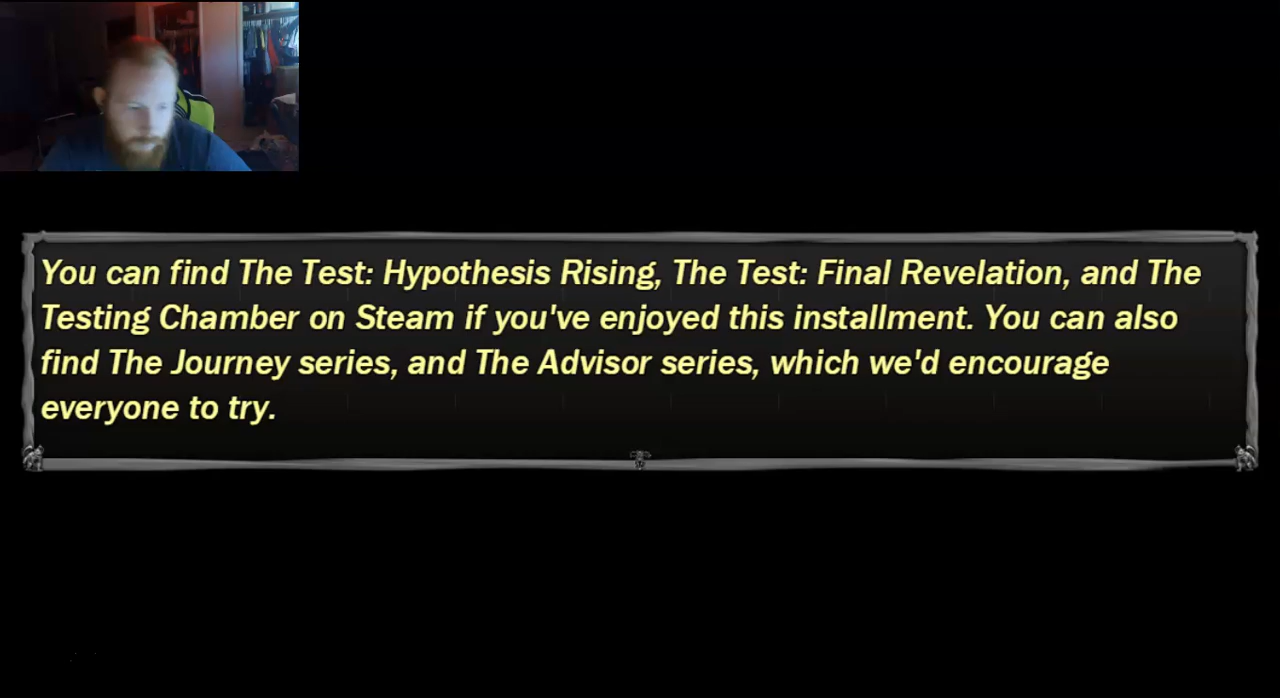 You can find The Test: Hypothesis Rising, The Test: Final Revelation, and The
Testing Chamber on Steam if you've enjoyed this installment. You can also
find The Journey series, and The Advisor series, which we'd encourage
everyone to try.